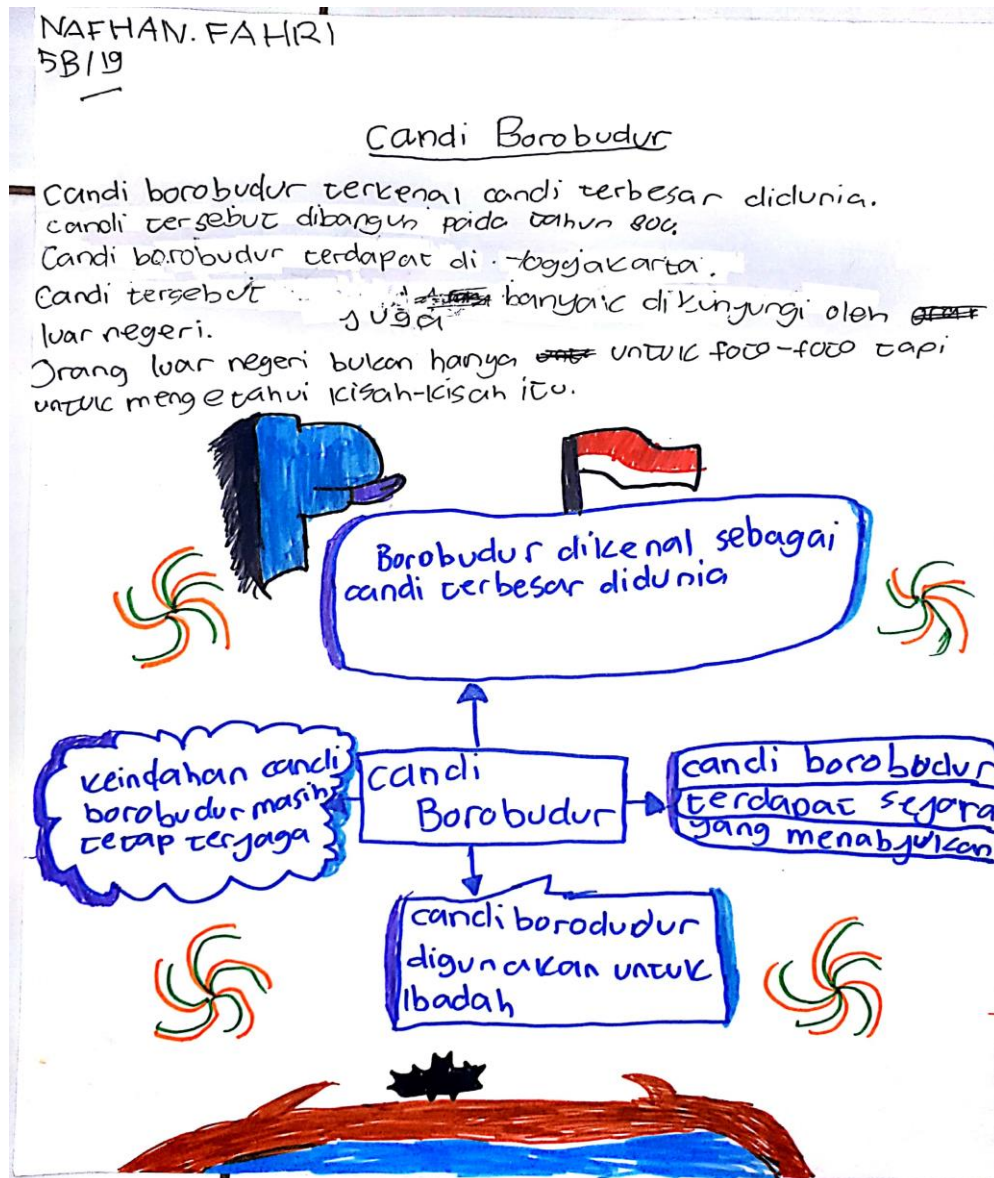 NAFHAN. FAHRI
5B/19
Candi Borobudur
Candi borobudur terkenal candi terbesar didunia.
candi tersebut dibangun pada tahun 800.
Candi borobudur terdapat di Yogyakarta.
Candi tersebut juga banyak dikunyungi oleh
luar negeri.
Orang luar negeri bukan hanya untuk foto-foto tapi
untuk mengetahui kisah-kisah itu.
Borobudur dikenal sebagai
candi terbesar didunia
keindahan candi
borobudur masih
tetap terjaga
candi
Borobudur
candi borobudur
terdapat sejara
yang menabjukan
candi borodudur
digunakan untuk
Ibadah